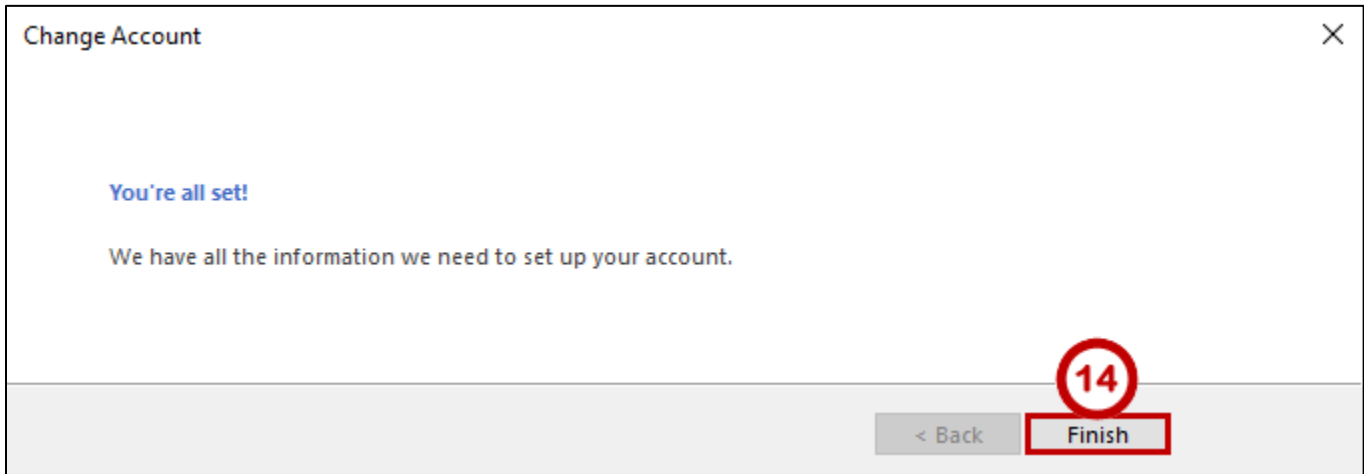 Change Account
You're all set!
We have all the information we need to set up your account.
14
< Back
Finish